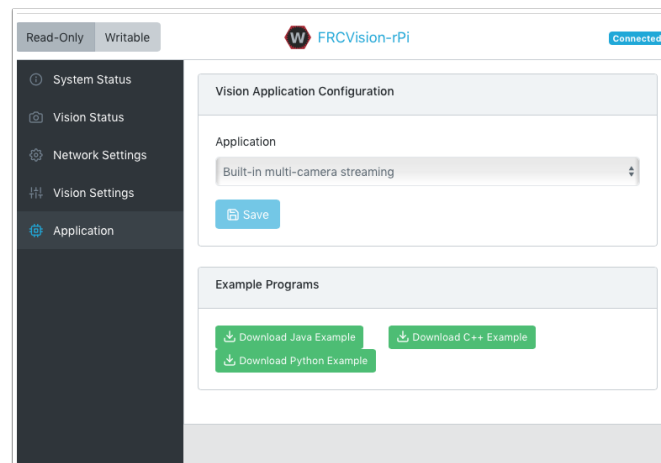 Read-Only Writable
W FRCVision-rPi
Connected
System Status
Vision Status
Network Settings
Vision Settings
Application
Vision Application Configuration
Application
Built-in multi-camera streaming
Save
Example Programs
Download Java Example
Download C++ Example
Download Python Example